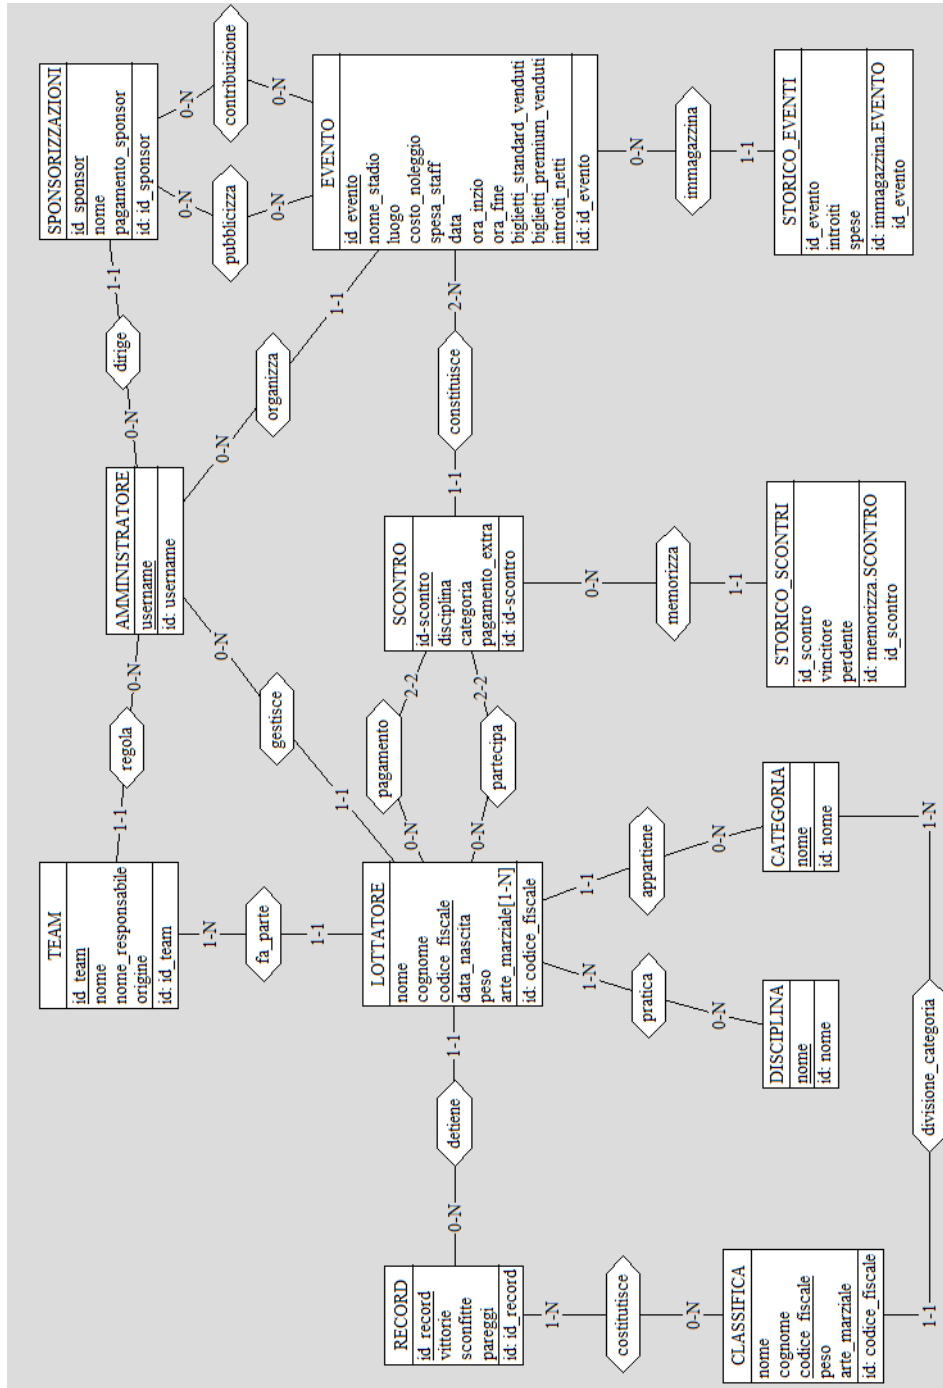 TEAM
id_team
nome
nome_responsabile
origine
id: id_team
1-1
regola
0-N
AMMINISTRATORE
username
id: username
0-N
dirige
1-1
SPONSORIZZAZIONI
id_sponsor
nome
pagamento_sponsor
id: id_sponsor
0-N
pubblicizza
0-N
0-N
contribuizione
0-N
1-N
fa_parte
1-1
0-N
gestisce
1-1
0-N
organizza
1-1
RECORD
id_record
vittorie
sconfitte
pareggi
id: id_record
0-N
detiene
1-1
LOTTATORE
nome
cognome
codice_fiscale
data_nascita
peso
arte_marziale[1-N]
id: codice_fiscale
0-N
pagamento
2-2
0-N
partecipa
2-2
SCONTRO
id-scontro
disciplina
categoria
pagamento_extra
id: id-scontro
1-1
constituisce
2-N
EVENTO
id_evento
nome_stadio
luogo
costo_noleggio
spesa_staff
data
ora_inzio
ora_fine
biglietti_standard_venduti
biglietti_premium_venduti
introiti_netti
id: id_evento
1-N
costitutisce
0-N
1-N
pratica
0-N
1-1
appartiene
0-N
0-N
memorizza
1-1
0-N
immagazzina
1-1
CLASSIFICA
nome
cognome
codice_fiscale
peso
arte_marziale
id: codice_fiscale
DISCIPLINA
nome
id: nome
CATEGORIA
nome
id: nome
STORICO_SCONTRI
id_scontro
vincitore
perdente
id: memorizza.SCONTRO
id_scontro
STORICO_EVENTI
id_evento
introiti
spese
id: immagazzina.EVENTO
id_evento
1-1
divisione_categoria
1-N